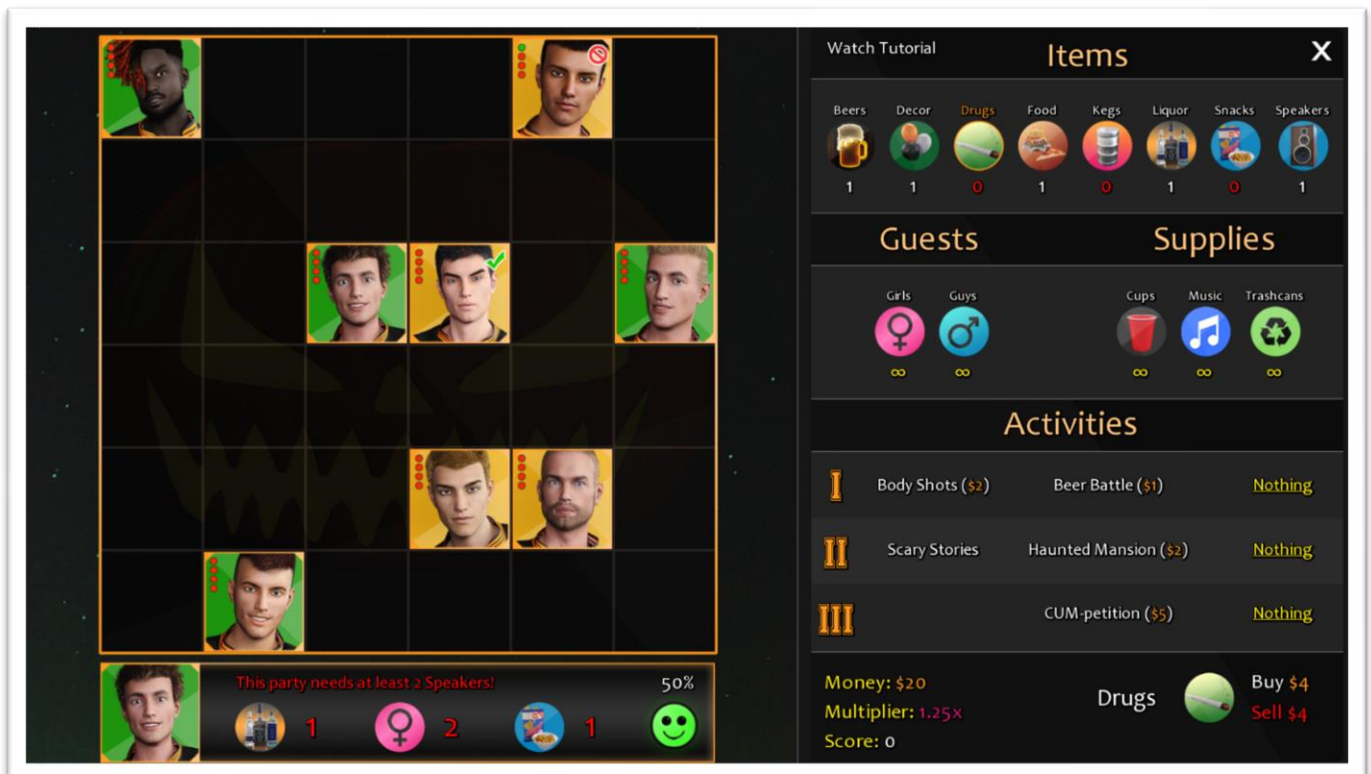 Watch Tutorial
Items
X
Beers Decor Drugs Food Kegs Liquor Snacks Speakers
1 1 0 1 0 1 0 1
Guests
Supplies
Girls Guys
Cups Music Trashcans
∞ ∞
∞ ∞ ∞
Activities
I Body Shots ($2) Beer Battle ($1) Nothing
II Scary Stories Haunted Mansion ($2) Nothing
III CUM-petition ($5) Nothing
This party needs at least 2 Speakers!
50%
1 2 1
Money: $20
Multiplier: 1.25x
Score: 0
Drugs
Buy $4
Sell $4